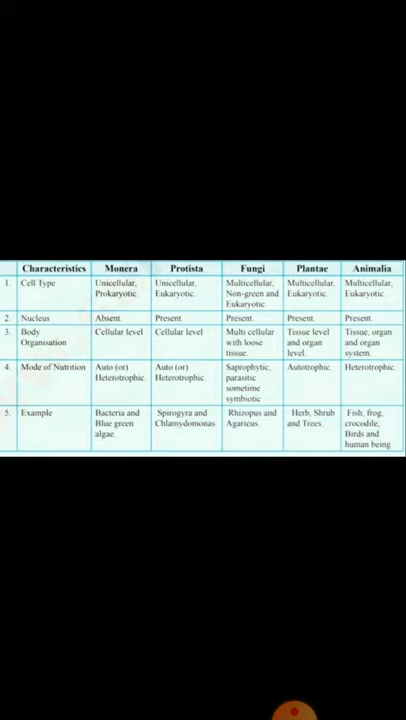 Characteristics Monera Protista Fungi Plantae Animalia
1. Cell Type Unicellular, Unicellular, Multicellular, Multicellular, Multicellular,
Prokaryotic. Eukaryotic. Non-green and Eukaryotic. Eukaryotic.
Eukaryotic
2. Nucleus Absent. Present. Present. Present. Present.
3. Body Cellular level Cellular level Multi cellular Tissue level Tissue, organ
Organisation with loose and organ and organ
tissue. level. system.
4. Mode of Nutrition Auto (or) Auto (or) Saprophytic, Autotrophic. Heterotrophic.
Heterotrophic. Heterotrophic. parasitic
sometime
symbiotic
5. Example Bacteria and Spirogyra and Rhizopus and Herb, Shrub Fish, frog,
Blue green Chlamydomonas Agaricus. and Trees. crocodile,
algae. Birds and
human being